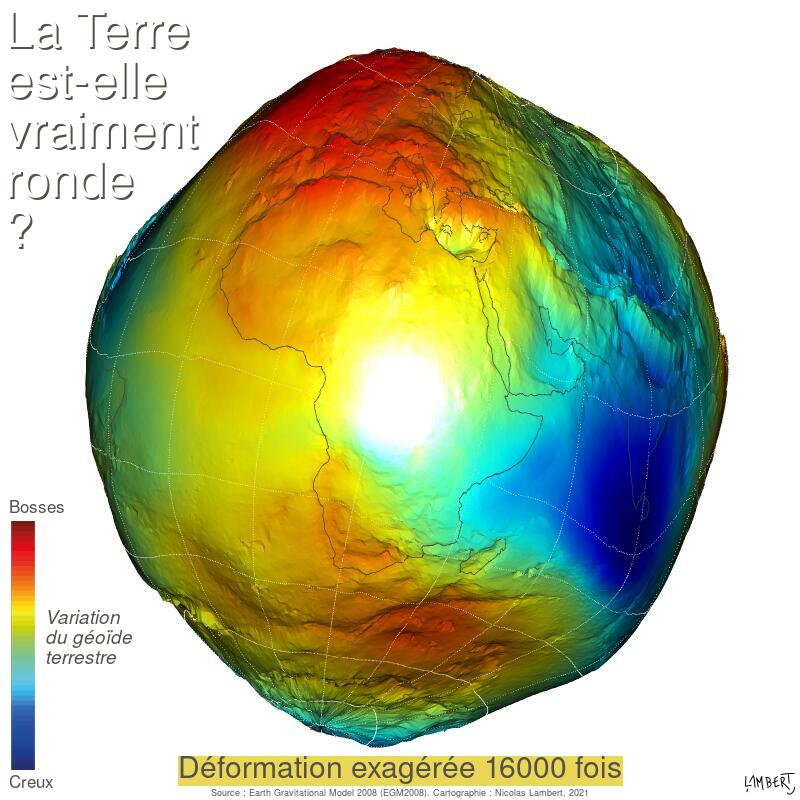 La Terre
est-elle
vraiment
ronde
?
Bosses
Variation
du géoïde
terrestre
Creux
Déformation exagérée 16000 fois
Source : Earth Gravitational Model 2008 (EGM2008). Cartographie : Nicolas Lambert, 2021
LAMBERT